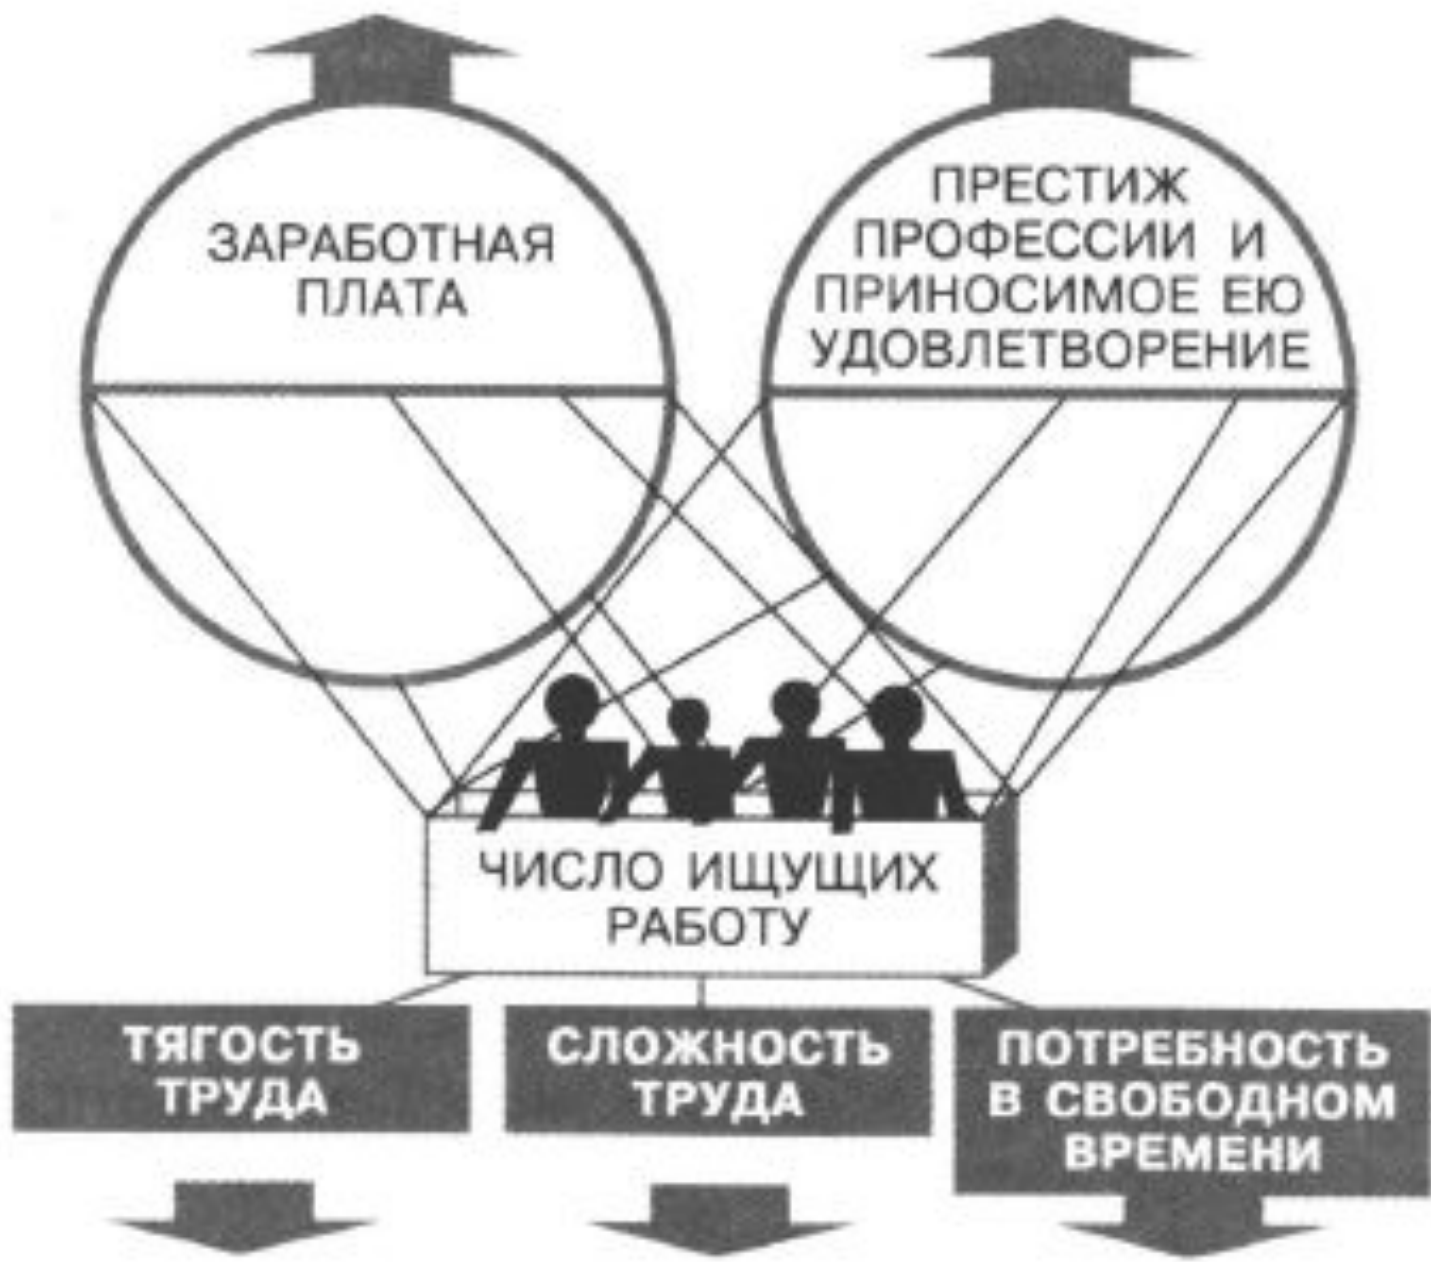 ЗАРАБОТНАЯ
ПЛАТА
ПРЕСТИЖ
ПРОФЕССИИ И
ПРИНОСИМОЕ ЕЮ
УДОВЛЕТВОРЕНИЕ
ЧИСЛО ИЩУЩИХ
РАБОТУ
ТЯГОСТЬ
ТРУДА
СЛОЖНОСТЬ
ТРУДА
ПОТРЕБНОСТЬ
В СВОБОДНОМ
ВРЕМЕНИ